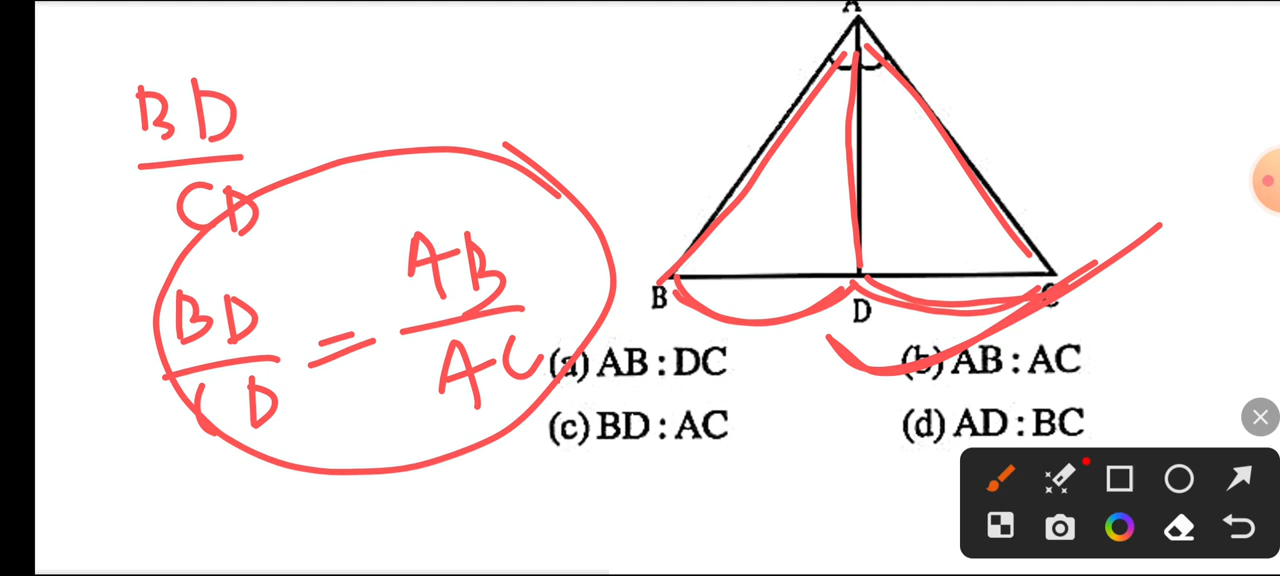 A
BD
CD
BD = AB
CD AC
B D C
(a) AB : DC (b) AB : AC
(c) BD : AC (d) AD : BC